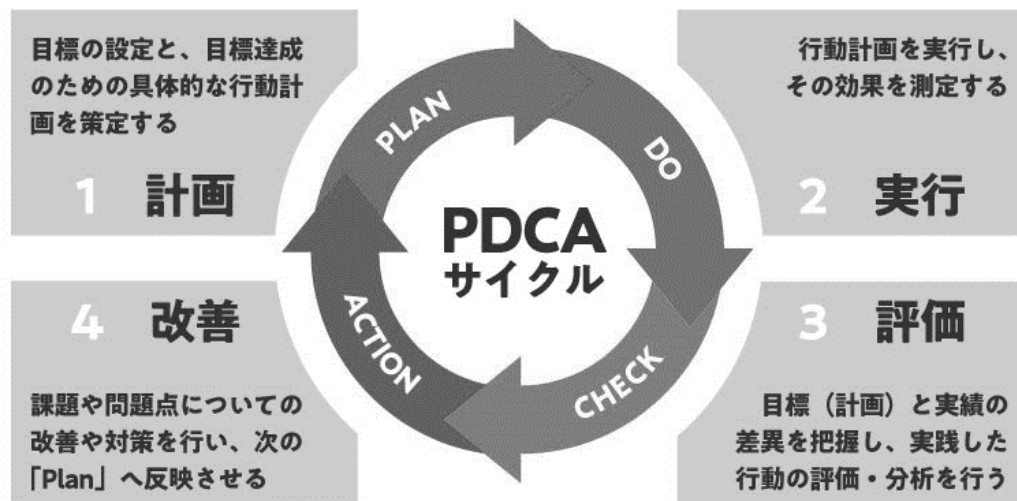 目標の設定と、目標達成
のための具体的な行動計
画を策定する
1 計画
行動計画を実行し、
その効果を測定する
2 実行
PLAN
DO
PDCA
サイクル
CHECK
ACTION
4 改善
課題や問題点についての
改善や対策を行い、次の
「Plan」へ反映させる
3 評価
目標（計画）と実績の
差異を把握し、実践した
行動の評価・分析を行う